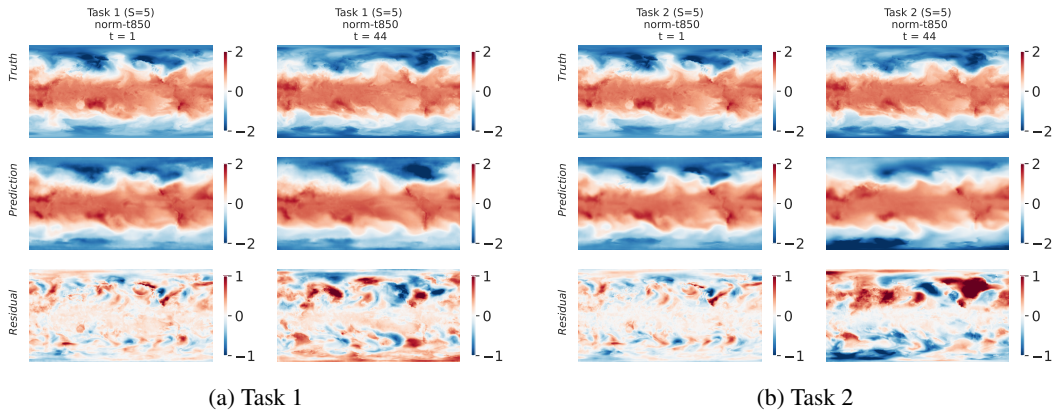 Task 1 (S=5)
norm-t850
t = 1
Task 1 (S=5)
norm-t850
t = 44
Task 2 (S=5)
norm-t850
t = 1
Task 2 (S=5)
norm-t850
t = 44
Truth
2
0
−2
2
0
−2
Truth
2
0
−2
2
0
−2
Prediction
2
0
−2
2
0
−2
Prediction
2
0
−2
2
0
−2
Residual
1
0
−1
1
0
−1
Residual
1
0
−1
1
0
−1
(a) Task 1
(b) Task 2